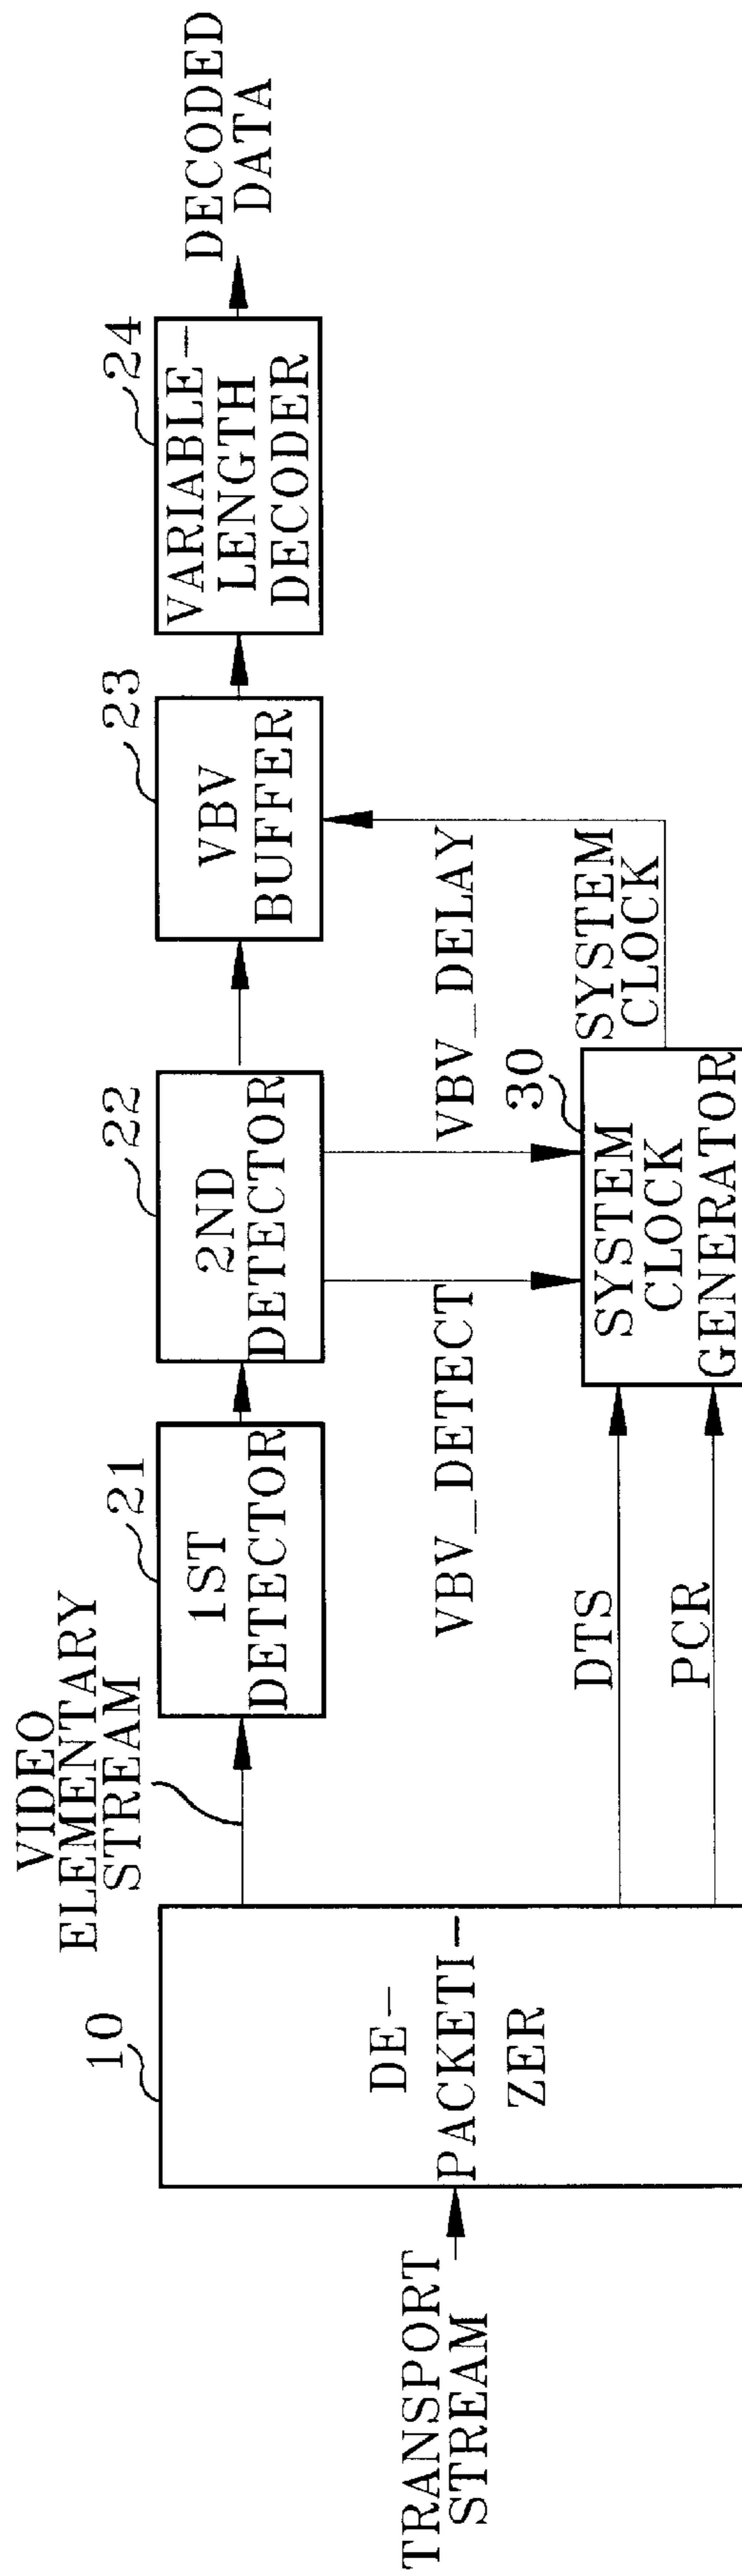 TRANSPORT
STREAM
10
DE-
PACKETI-
ZER
VIDEO
ELEMENTARY
STREAM
21
1ST
DETECTOR
22
2ND
DETECTOR
23
VBV
BUFFER
24
VARIABLE-
LENGTH
DECODER
DECODED
DATA
VBV_DETECT
VBV_DELAY
DTS
PCR
30
SYSTEM
CLOCK
GENERATOR
SYSTEM
CLOCK